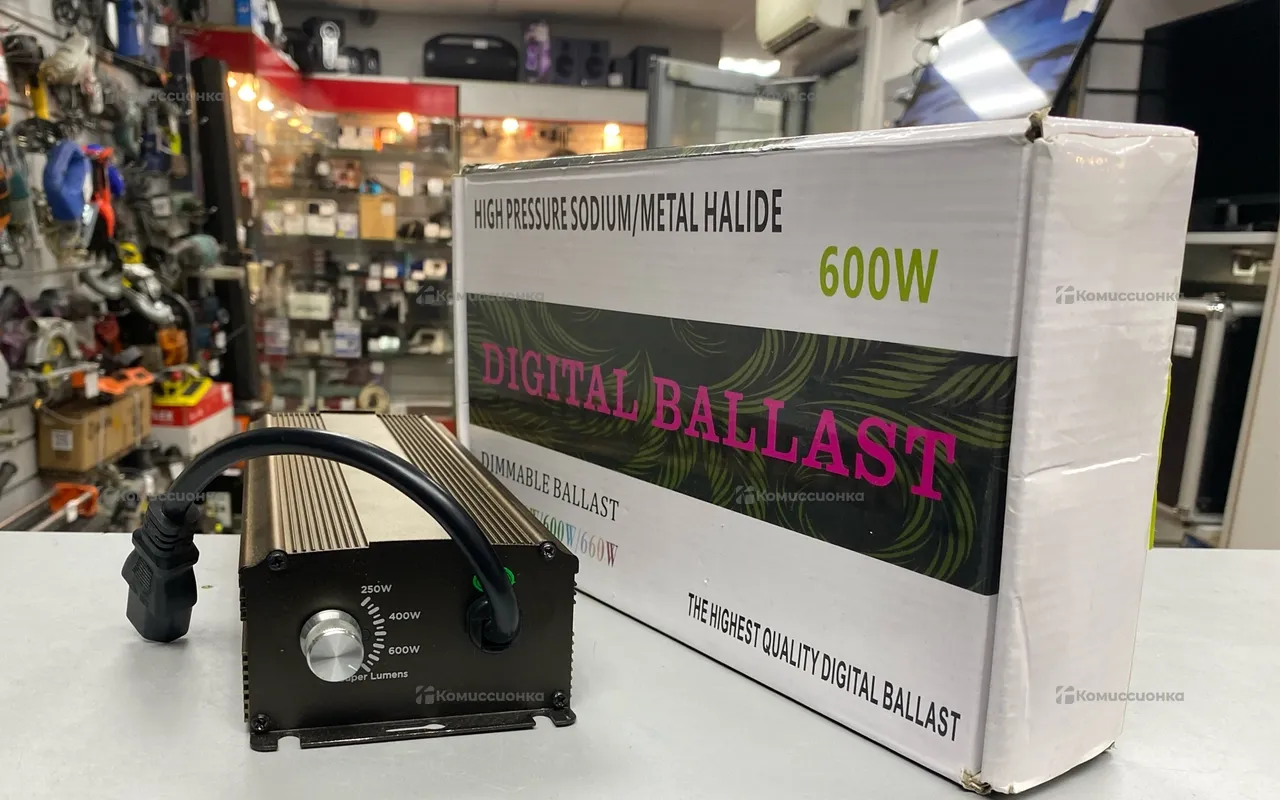 HIGH PRESSURE SODIUM/METAL HALIDE
600W
DIGITAL BALLAST
DIMMABLE BALLAST
/600W/660W
THE HIGHEST QUALITY DIGITAL BALLAST
250W
400W
600W
Lumens
Комиссионка
Комиссионка
Комиссионка
Комиссионка
Комиссионка
Комиссионка
Комиссионка